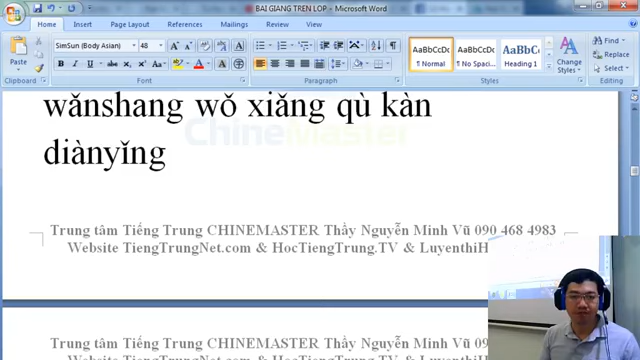 BAI GIANG TREN LOP - Microsoft Word
Home Insert Page Layout References Mailings Review View
SimSun (Body Asian) 48
Paste
Clipboard Font Paragraph Styles Editing
AaBbCcDc AaBbCcDc AaBbC
¶ Normal ¶ No Spaci... Heading 1
Change Styles
Find
Replace
Select
wǎnshang wǒ xiǎng qù kàn
diànyǐng
ChineMaster
Trung tâm Tiếng Trung CHINEMASTER Thầy Nguyễn Minh Vũ 090 468 4983
Website TiengTrungNet.com & HocTiengTrung.TV & LuyenthiH
Trung tâm Tiếng Trung CHINEMASTER Thầy Nguyễn Minh Vũ 09